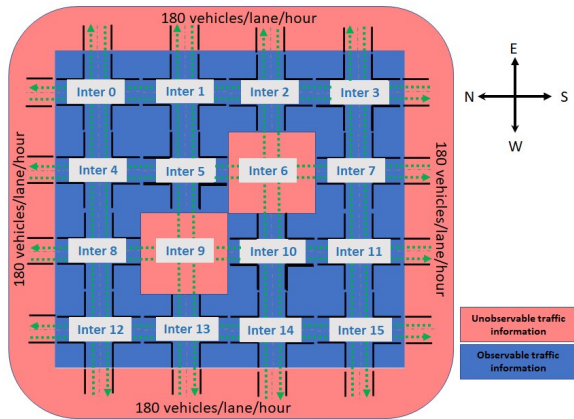 180 vehicles/lane/hour
Inter 0
Inter 1
Inter 2
Inter 3
Inter 4
Inter 5
Inter 6
Inter 7
Inter 8
Inter 9
Inter 10
Inter 11
Inter 12
Inter 13
Inter 14
Inter 15
180 vehicles/lane/hour
180 vehicles/lane/hour
180 vehicles/lane/hour
E
N
S
W
Unobservable traffic
information
Observable traffic
information